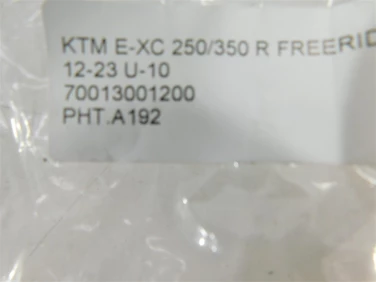 KTM E-XC 250/350 R FREERID
12-23 U-10
70013001200
PHT.A192